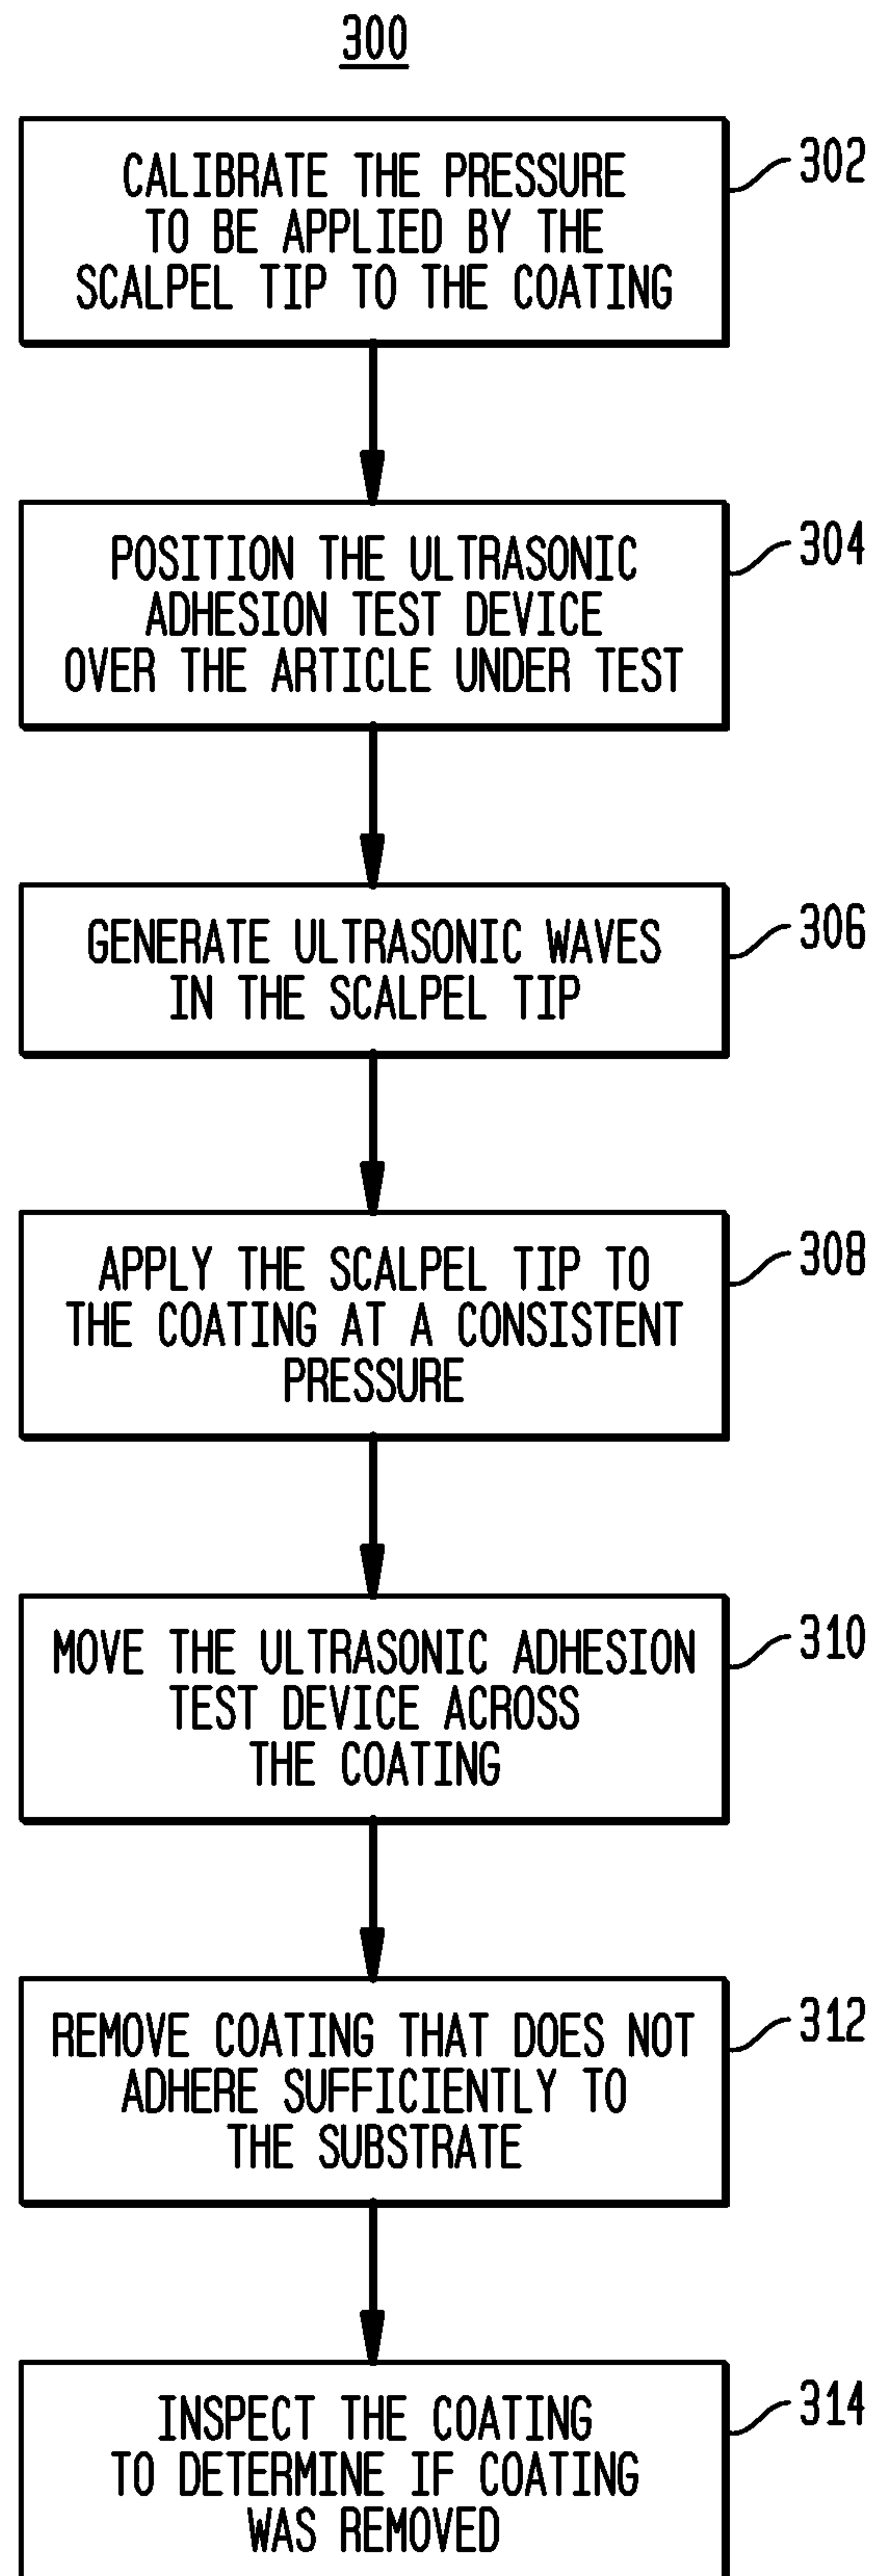 300
CALIBRATE THE PRESSURE
TO BE APPLIED BY THE
SCALPEL TIP TO THE COATING
302
POSITION THE ULTRASONIC
ADHESION TEST DEVICE
OVER THE ARTICLE UNDER TEST
304
GENERATE ULTRASONIC WAVES
IN THE SCALPEL TIP
306
APPLY THE SCALPEL TIP TO
THE COATING AT A CONSISTENT
PRESSURE
308
MOVE THE ULTRASONIC ADHESION
TEST DEVICE ACROSS
THE COATING
310
REMOVE COATING THAT DOES NOT
ADHERE SUFFICIENTLY TO
THE SUBSTRATE
312
INSPECT THE COATING
TO DETERMINE IF COATING
WAS REMOVED
314